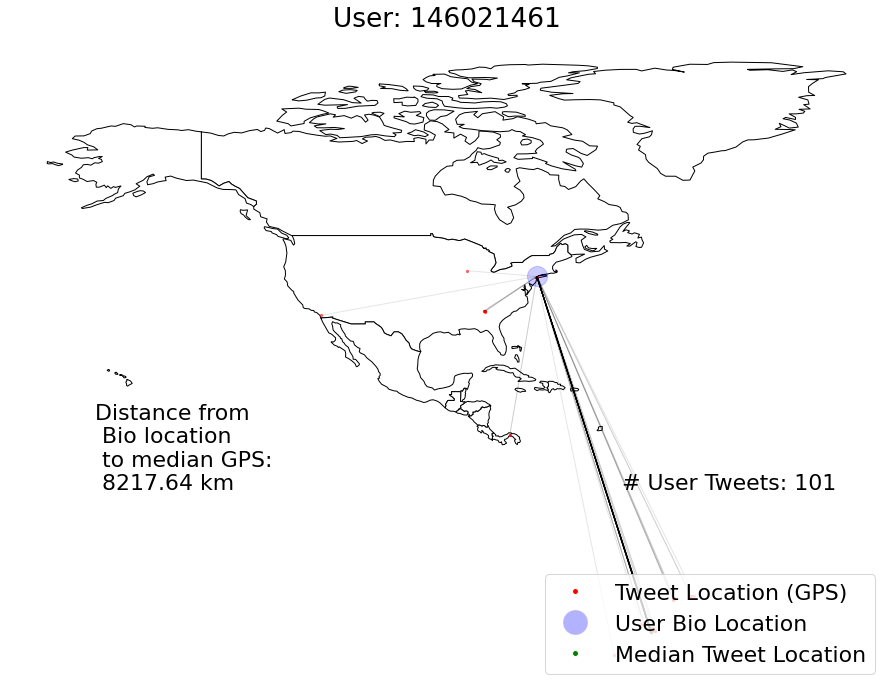 User: 146021461
Distance from
Bio location
to median GPS:
8217.64 km
# User Tweets: 101
Tweet Location (GPS)
User Bio Location
Median Tweet Location